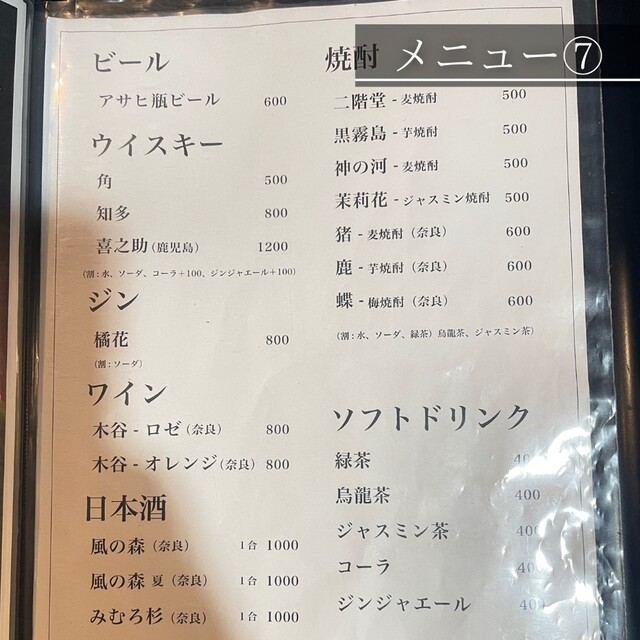 メニュー⑦
ビール
アサヒ瓶ビール 600
ウイスキー
角 500
知多 800
喜之助(鹿児島) 1200
(割:水、ソーダ、コーラ+100、ジンジャエール+100)
ジン
橘花 800
(割:ソーダ)
ワイン
木谷 - ロゼ(奈良) 800
木谷 - オレンジ(奈良) 800
日本酒
風の森(奈良) 1合 1000
風の森 夏(奈良) 1合 1000
みむろ杉(奈良) 1合 1000
焼酎
二階堂 - 麦焼酎 500
黒霧島 - 芋焼酎 500
神の河 - 麦焼酎 500
茉莉花 - ジャスミン焼酎 500
猪 - 麦焼酎(奈良) 600
鹿 - 芋焼酎(奈良) 600
蝶 - 梅焼酎(奈良) 600
(割:水、ソーダ、緑茶)烏龍茶、ジャスミン茶)
ソフトドリンク
緑茶 400
烏龍茶 400
ジャスミン茶 400
コーラ 400
ジンジャエール 400